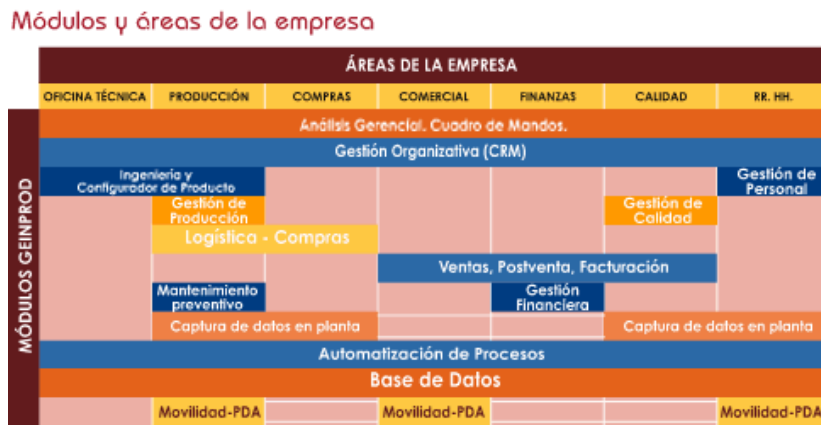 Módulos y áreas de la empresa
ÁREAS DE LA EMPRESA
OFICINA TÉCNICA PRODUCCIÓN COMPRAS COMERCIAL FINANZAS CALIDAD RR. HH.
MÓDULOS GEINPROD
Análisis Gerencial. Cuadro de Mandos.
Gestión Organizativa (CRM)
Ingeniería y
Configurador de Producto
Gestión de
Personal
Gestión de
Producción
Gestión de
Calidad
Logística - Compras
Ventas, Postventa, Facturación
Mantenimiento
preventivo
Gestión
Financiera
Captura de datos en planta
Captura de datos en planta
Automatización de Procesos
Base de Datos
Movilidad-PDA Movilidad-PDA Movilidad-PDA